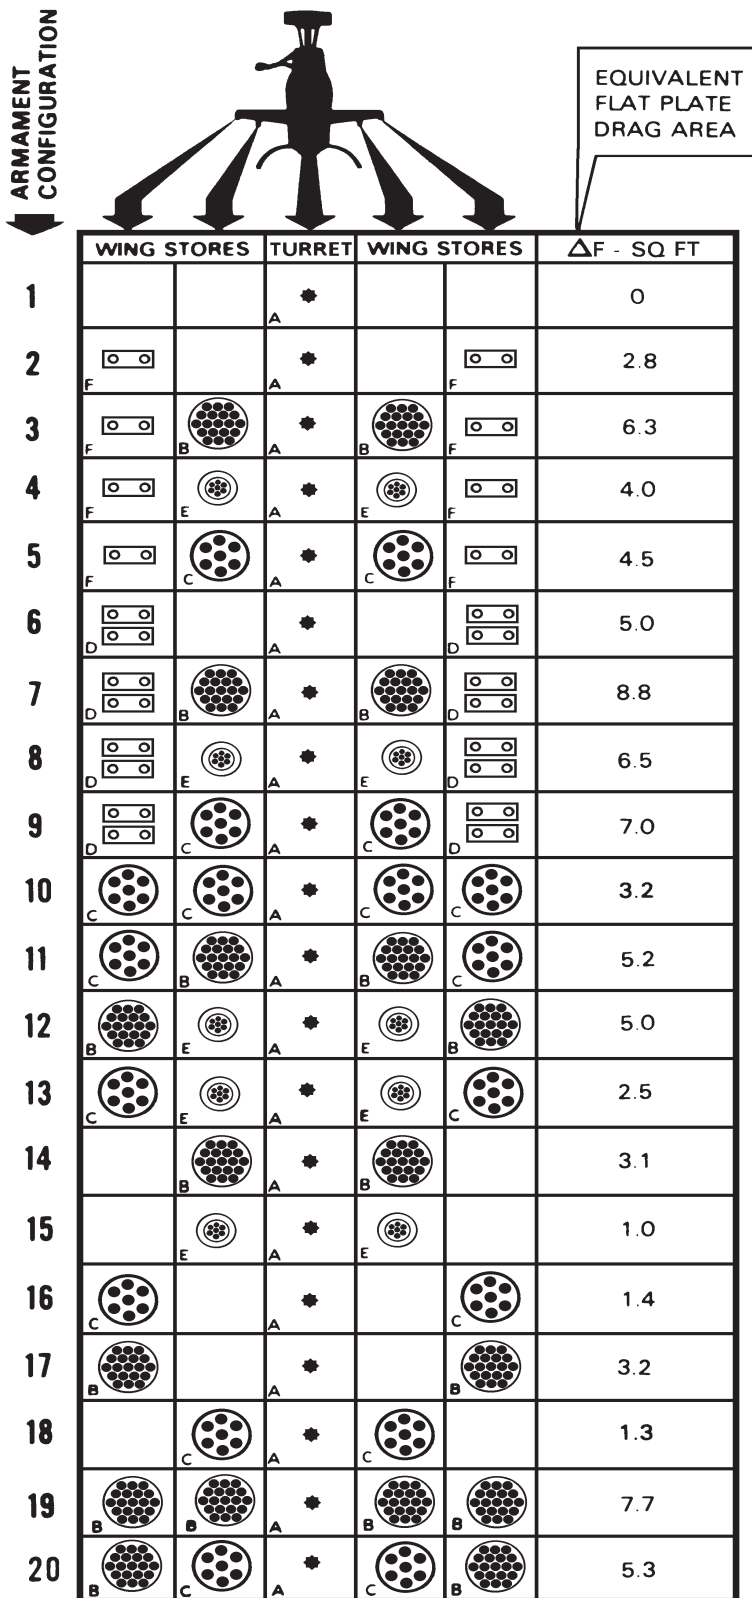 ARMAMENT
CONFIGURATION
EQUIVALENT
FLAT PLATE
DRAG AREA
WING STORES TURRET WING STORES ΔF - SQ FT
1 A 0
2 F A F 2.8
3 F B A B F 6.3
4 F E A E F 4.0
5 F C A C F 4.5
6 D A D 5.0
7 D B A B D 8.8
8 D E A E D 6.5
9 D C A C D 7.0
10 C C A C C 3.2
11 C B A B C 5.2
12 B E A E B 5.0
13 C E A E C 2.5
14 B A B 3.1
15 E A E 1.0
16 C A C 1.4
17 B A B 3.2
18 C A C 1.3
19 B B A B B 7.7
20 B C A C B 5.3